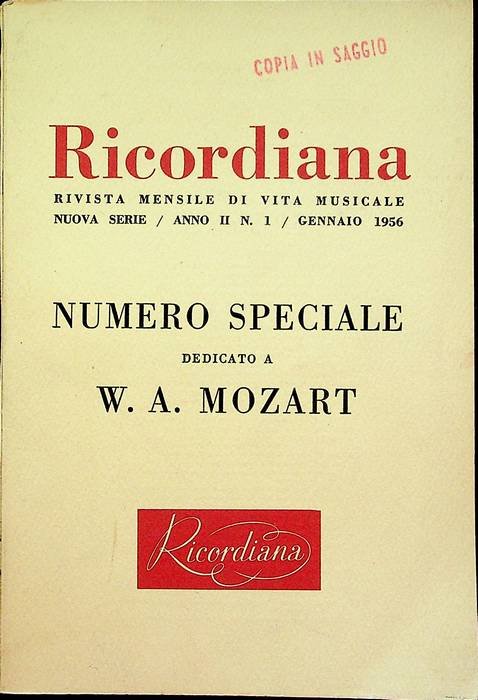 COPIA IN SAGGIO
Ricordiana
RIVISTA MENSILE DI VITA MUSICALE
NUOVA SERIE / ANNO II N. 1 / GENNAIO 1956
NUMERO SPECIALE
DEDICATO A
W. A. MOZART
Ricordiana